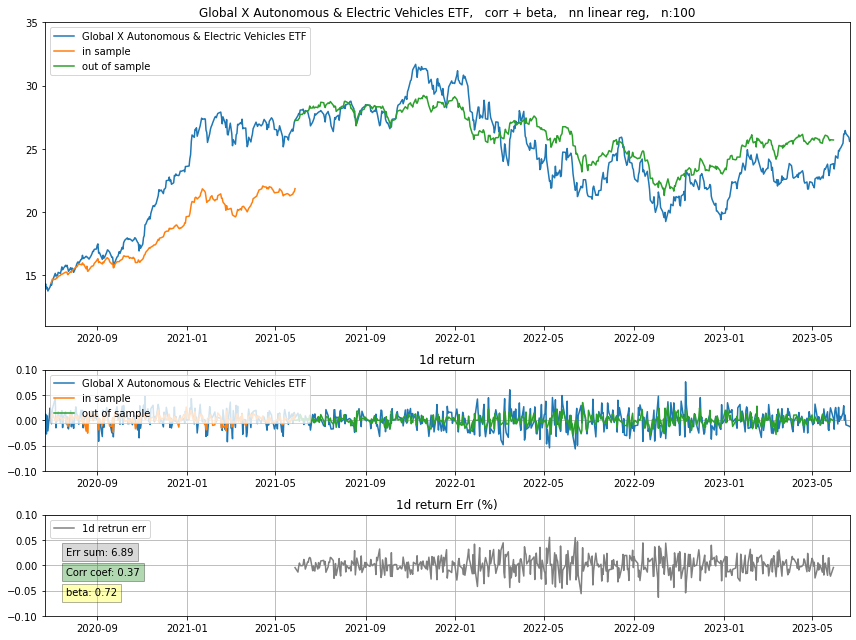 Global X Autonomous & Electric Vehicles ETF,   corr + beta,   nn linear reg,   n:100
35
30
25
20
15
Global X Autonomous & Electric Vehicles ETF
in sample
out of sample
2020-09 2021-01 2021-05 2021-09 2022-01 2022-05 2022-09 2023-01 2023-05
1d return
0.10
0.05
0.00
−0.05
−0.10
Global X Autonomous & Electric Vehicles ETF
in sample
out of sample
2020-09 2021-01 2021-05 2021-09 2022-01 2022-05 2022-09 2023-01 2023-05
1d return Err (%)
0.10
0.05
0.00
−0.05
−0.10
1d retrun err
Err sum: 6.89
Corr coef: 0.37
beta: 0.72
2020-09 2021-01 2021-05 2021-09 2022-01 2022-05 2022-09 2023-01 2023-05